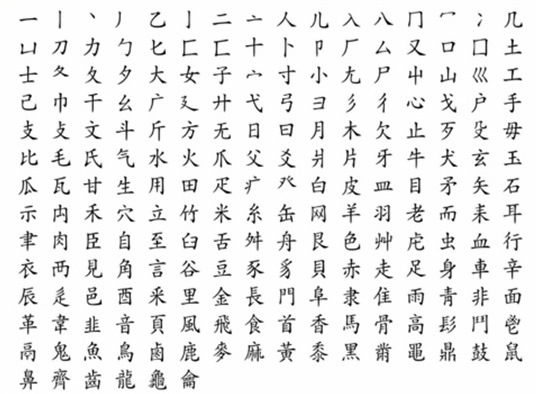 一 丨 丶 丿 乙 亅 二 亠 人 儿 入 八 冂 冖 冫 几
凵 刀 力 勹 匕 匚 匸 十 卜 卩 厂 厶 又 口 囗 土
士 夂 夊 夕 大 女 子 宀 寸 小 尢 尸 屮 山 巛 工
己 巾 干 幺 广 廴 廾 弋 弓 彐 彡 彳 心 戈 户 手
支 攴 文 斗 斤 方 无 日 曰 月 木 欠 止 歹 殳 毋
比 毛 氏 气 水 火 爪 父 爻 爿 片 牙 牛 犬 玄 玉
瓜 瓦 甘 生 用 田 疋 疒 癶 白 皮 皿 目 矛 矢 石
示 禸 禾 穴 立 竹 米 糸 缶 网 羊 羽 老 而 耒 耳
聿 肉 臣 自 至 臼 舌 舛 舟 艮 色 艸 虍 虫 血 行
衣 襾 見 角 言 谷 豆 豕 豸 貝 赤 走 足 身 車 辛
辰 辵 邑 酉 釆 里 金 長 門 阜 隶 隹 雨 青 非 面
革 韋 韭 音 頁 風 飛 食 首 香 馬 骨 高 髟 鬥 鬯
鬲 鬼 魚 鳥 鹵 鹿 麥 麻 黃 黍 黑 黹 黽 鼎 鼓 鼠
鼻 齊 齒 龍 龜 龠